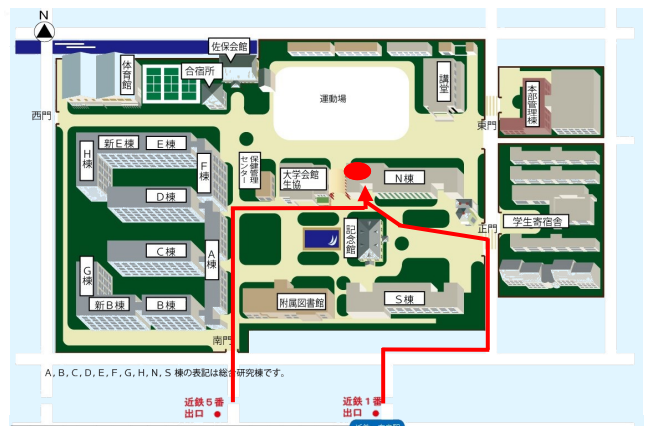 N
佐保会館
体育館
合宿所
講堂
本部管理棟
運動場
西門
東門
新E棟
E棟
H棟
F棟
保健管理
センター
大学会館
生協
N棟
D棟
学生寄宿舎
正門
記念館
A棟
C棟
G棟
新B棟
B棟
附属図書館
S棟
南門
A, B, C, D, E, F, G, H, N, S 棟の表記は総合研究棟です。
近鉄5番
出口
近鉄1番
出口